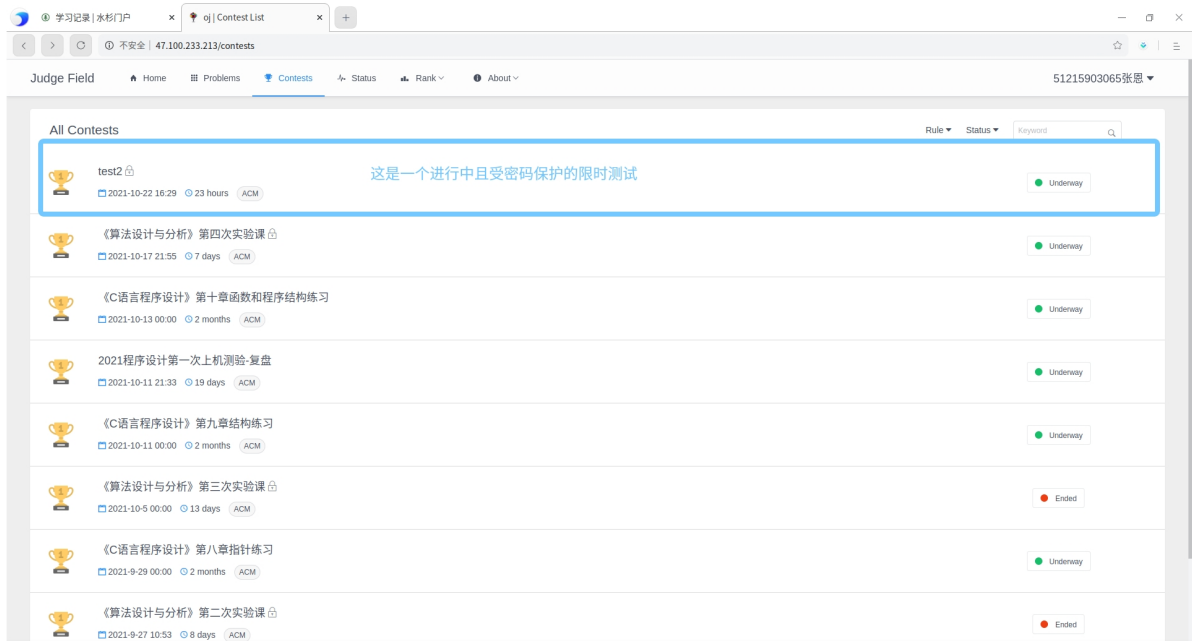 学习记录 | 水杉门户
oj | Contest List
不安全 | 47.100.233.213/contests
Judge Field Home Problems Contests Status Rank About 51215903065张恩
All Contests Rule Status Keyword
test2
这是一个进行中且受密码保护的限时测试
2021-10-22 16:29 23 hours ACM
Underway
《算法设计与分析》第四次实验课
2021-10-17 21:55 7 days ACM
Underway
《C语言程序设计》第十章函数和程序结构练习
2021-10-13 00:00 2 months ACM
Underway
2021程序设计第一次上机测验-复盘
2021-10-11 21:33 19 days ACM
Underway
《C语言程序设计》第九章结构练习
2021-10-11 00:00 2 months ACM
Underway
《算法设计与分析》第三次实验课
2021-10-5 00:00 13 days ACM
Ended
《C语言程序设计》第八章指针练习
2021-9-29 00:00 2 months ACM
Underway
《算法设计与分析》第二次实验课
2021-9-27 10:53 8 days ACM
Ended